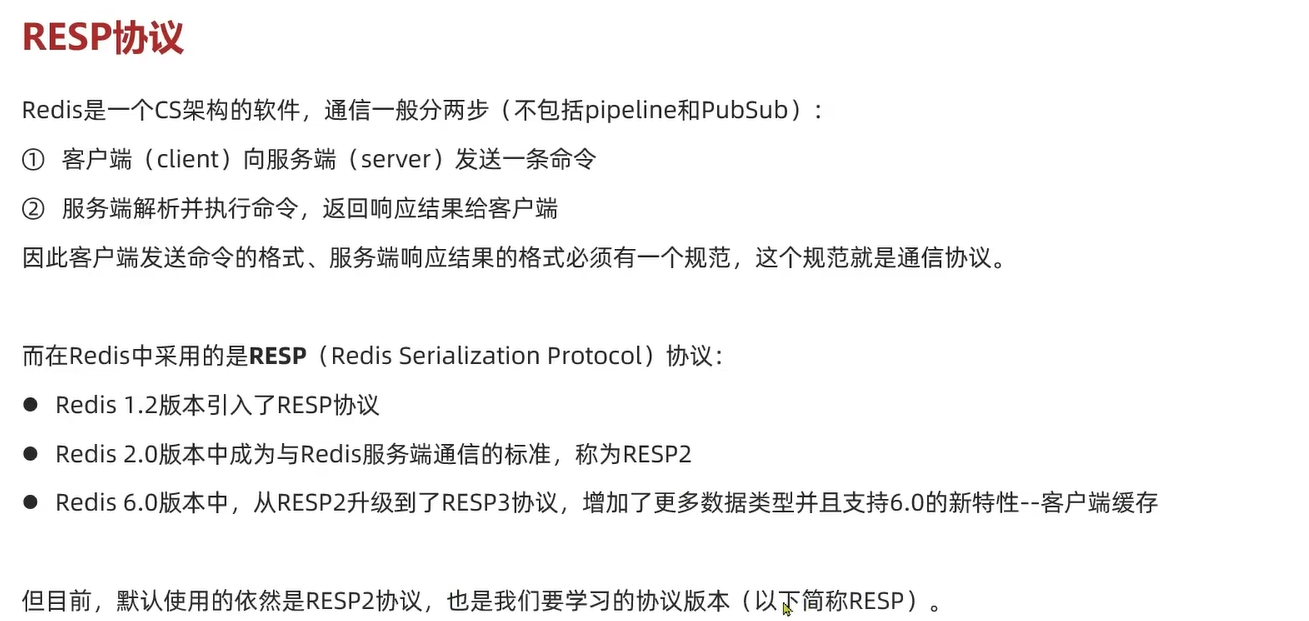 RESP协议
Redis是一个CS架构的软件，通信一般分两步（不包括pipeline和PubSub）：
① 客户端（client）向服务端（server）发送一条命令
② 服务端解析并执行命令，返回响应结果给客户端
因此客户端发送命令的格式、服务端响应结果的格式必须有一个规范，这个规范就是通信协议。
而在Redis中采用的是RESP（Redis Serialization Protocol）协议：
● Redis 1.2版本引入了RESP协议
● Redis 2.0版本中成为与Redis服务端通信的标准，称为RESP2
● Redis 6.0版本中，从RESP2升级到了RESP3协议，增加了更多数据类型并且支持6.0的新特性--客户端缓存
但目前，默认使用的依然是RESP2协议，也是我们要学习的协议版本（以下简称RESP）。